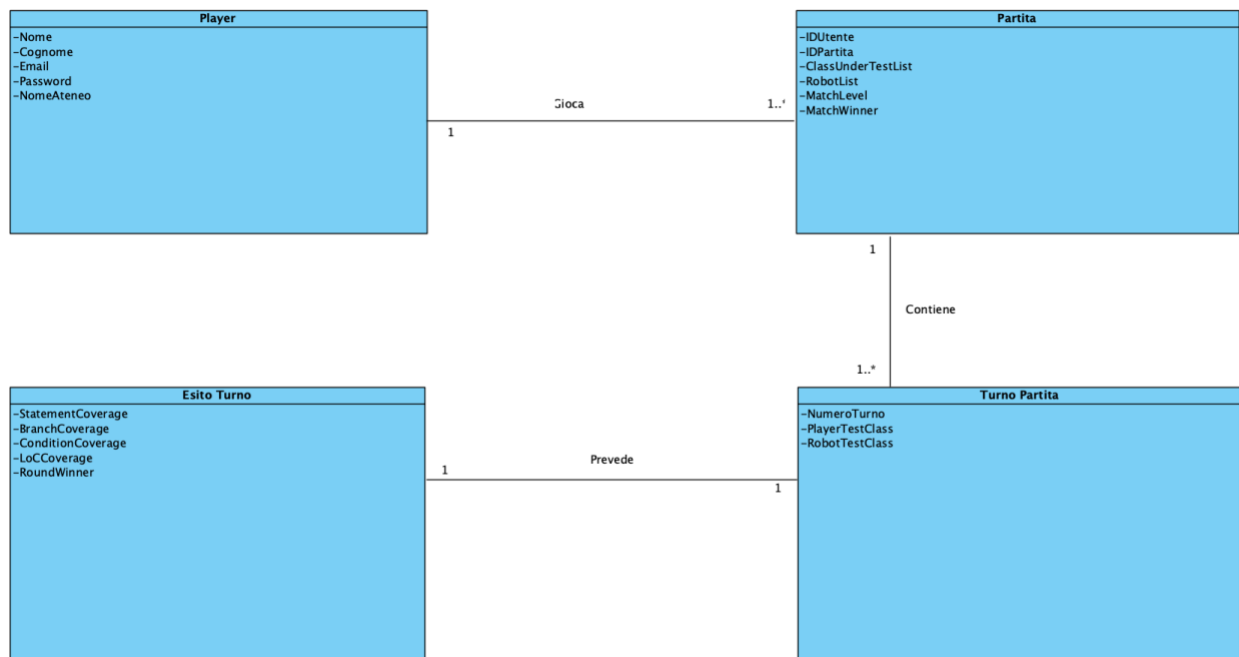 Player
-Nome
-Cognome
-Email
-Password
-NomeAteneo
Gioca
1
1..*
Partita
-IDUtente
-IDPartita
-ClassUnderTestList
-RobotList
-MatchLevel
-MatchWinner
1
Contiene
1..*
Esito Turno
-StatementCoverage
-BranchCoverage
-ConditionCoverage
-LoCCoverage
-RoundWinner
1
Prevede
1
Turno Partita
-NumeroTurno
-PlayerTestClass
-RobotTestClass